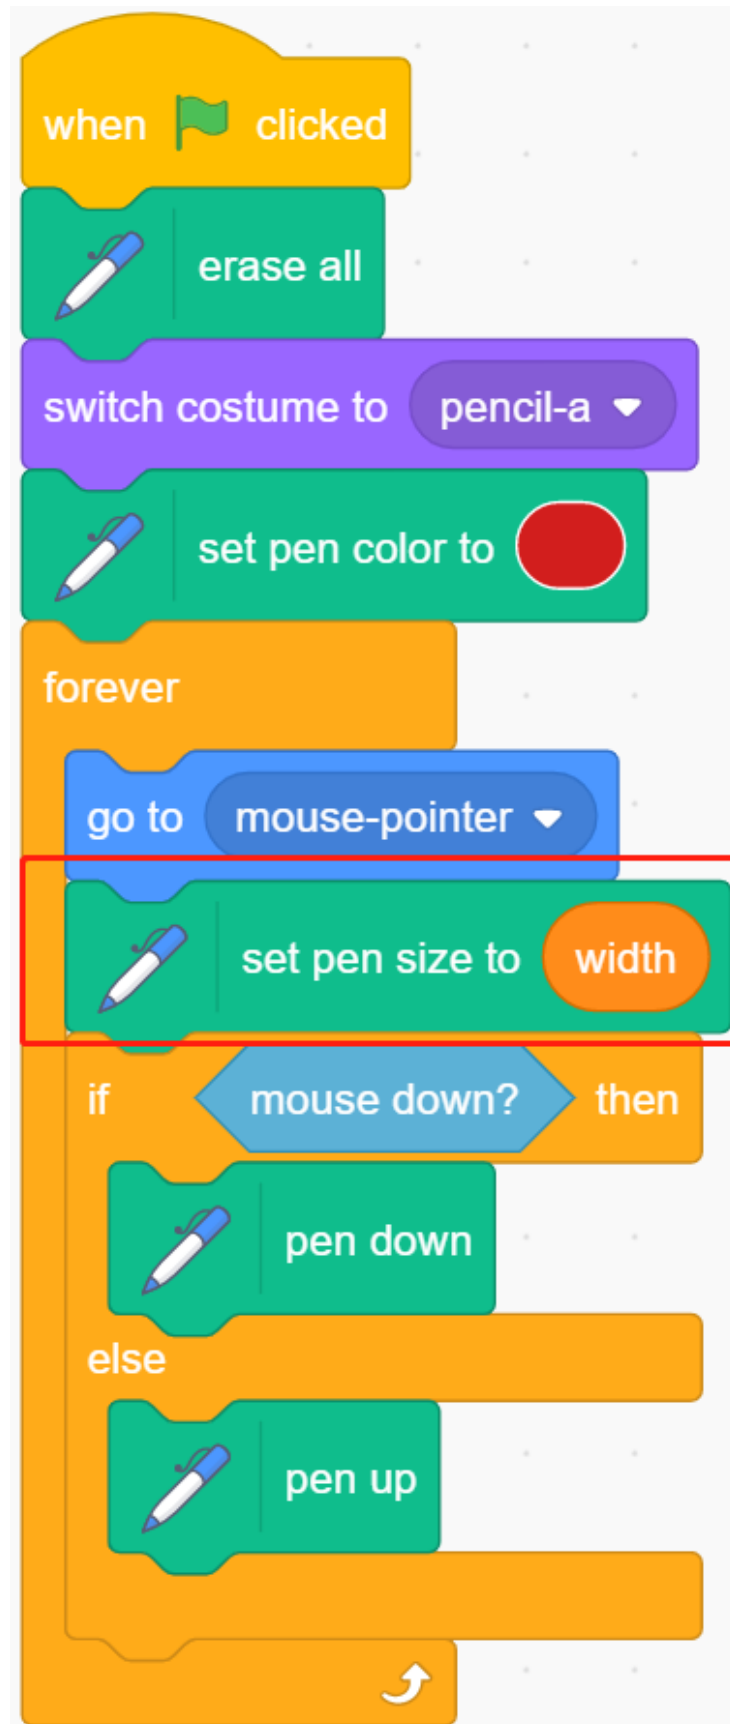 when clicked
erase all
switch costume to pencil-a
set pen color to
forever
go to mouse-pointer
set pen size to width
if mouse down? then
pen down
else
pen up